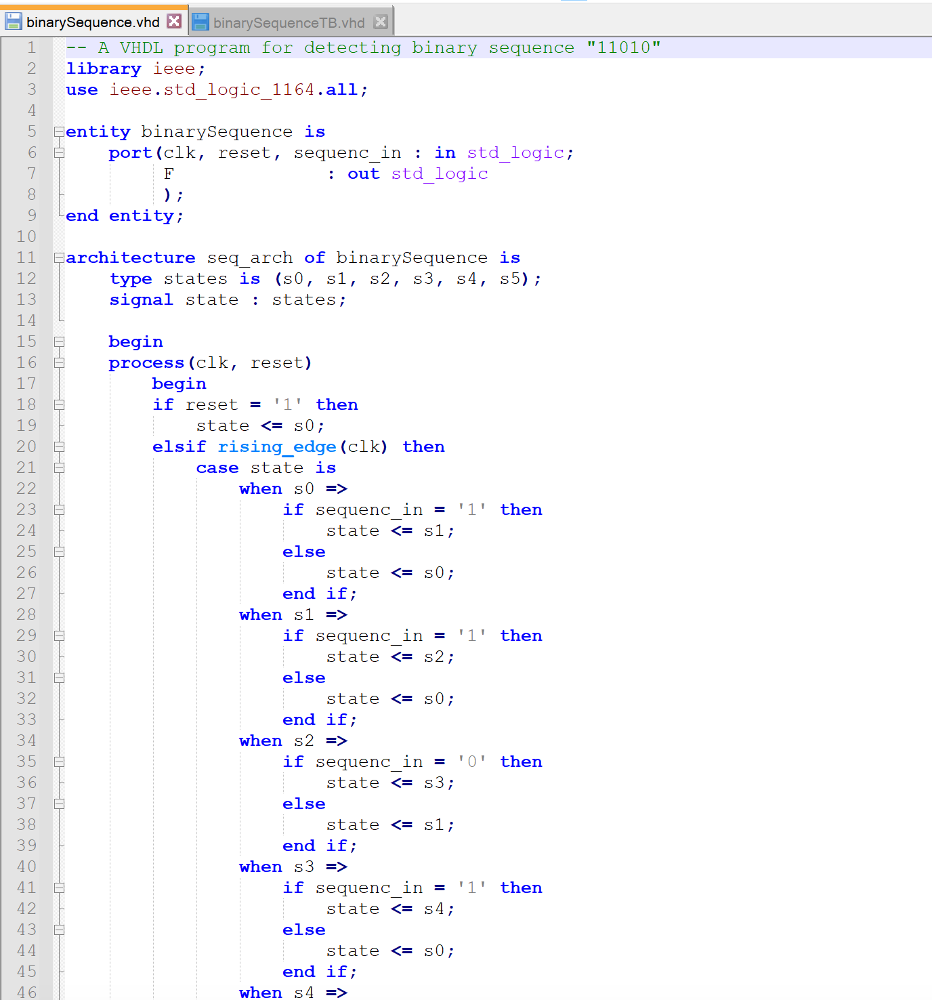 binarySequence.vhd binarySequenceTB.vhd
1 -- A VHDL program for detecting binary sequence "11010"
2 library ieee;
3 use ieee.std_logic_1164.all;
4
5 entity binarySequence is
6     port(clk, reset, sequenc_in : in std_logic;
7          F              : out std_logic
8          );
9 end entity;
10
11 architecture seq_arch of binarySequence is
12     type states is (s0, s1, s2, s3, s4, s5);
13     signal state : states;
14
15     begin
16     process(clk, reset)
17         begin
18         if reset = '1' then
19             state <= s0;
20         elsif rising_edge(clk) then
21             case state is
22                 when s0 =>
23                     if sequenc_in = '1' then
24                         state <= s1;
25                     else
26                         state <= s0;
27                     end if;
28                 when s1 =>
29                     if sequenc_in = '1' then
30                         state <= s2;
31                     else
32                         state <= s0;
33                     end if;
34                 when s2 =>
35                     if sequenc_in = '0' then
36                         state <= s3;
37                     else
38                         state <= s1;
39                     end if;
40                 when s3 =>
41                     if sequenc_in = '1' then
42                         state <= s4;
43                     else
44                         state <= s0;
45                     end if;
46                 when s4 =>